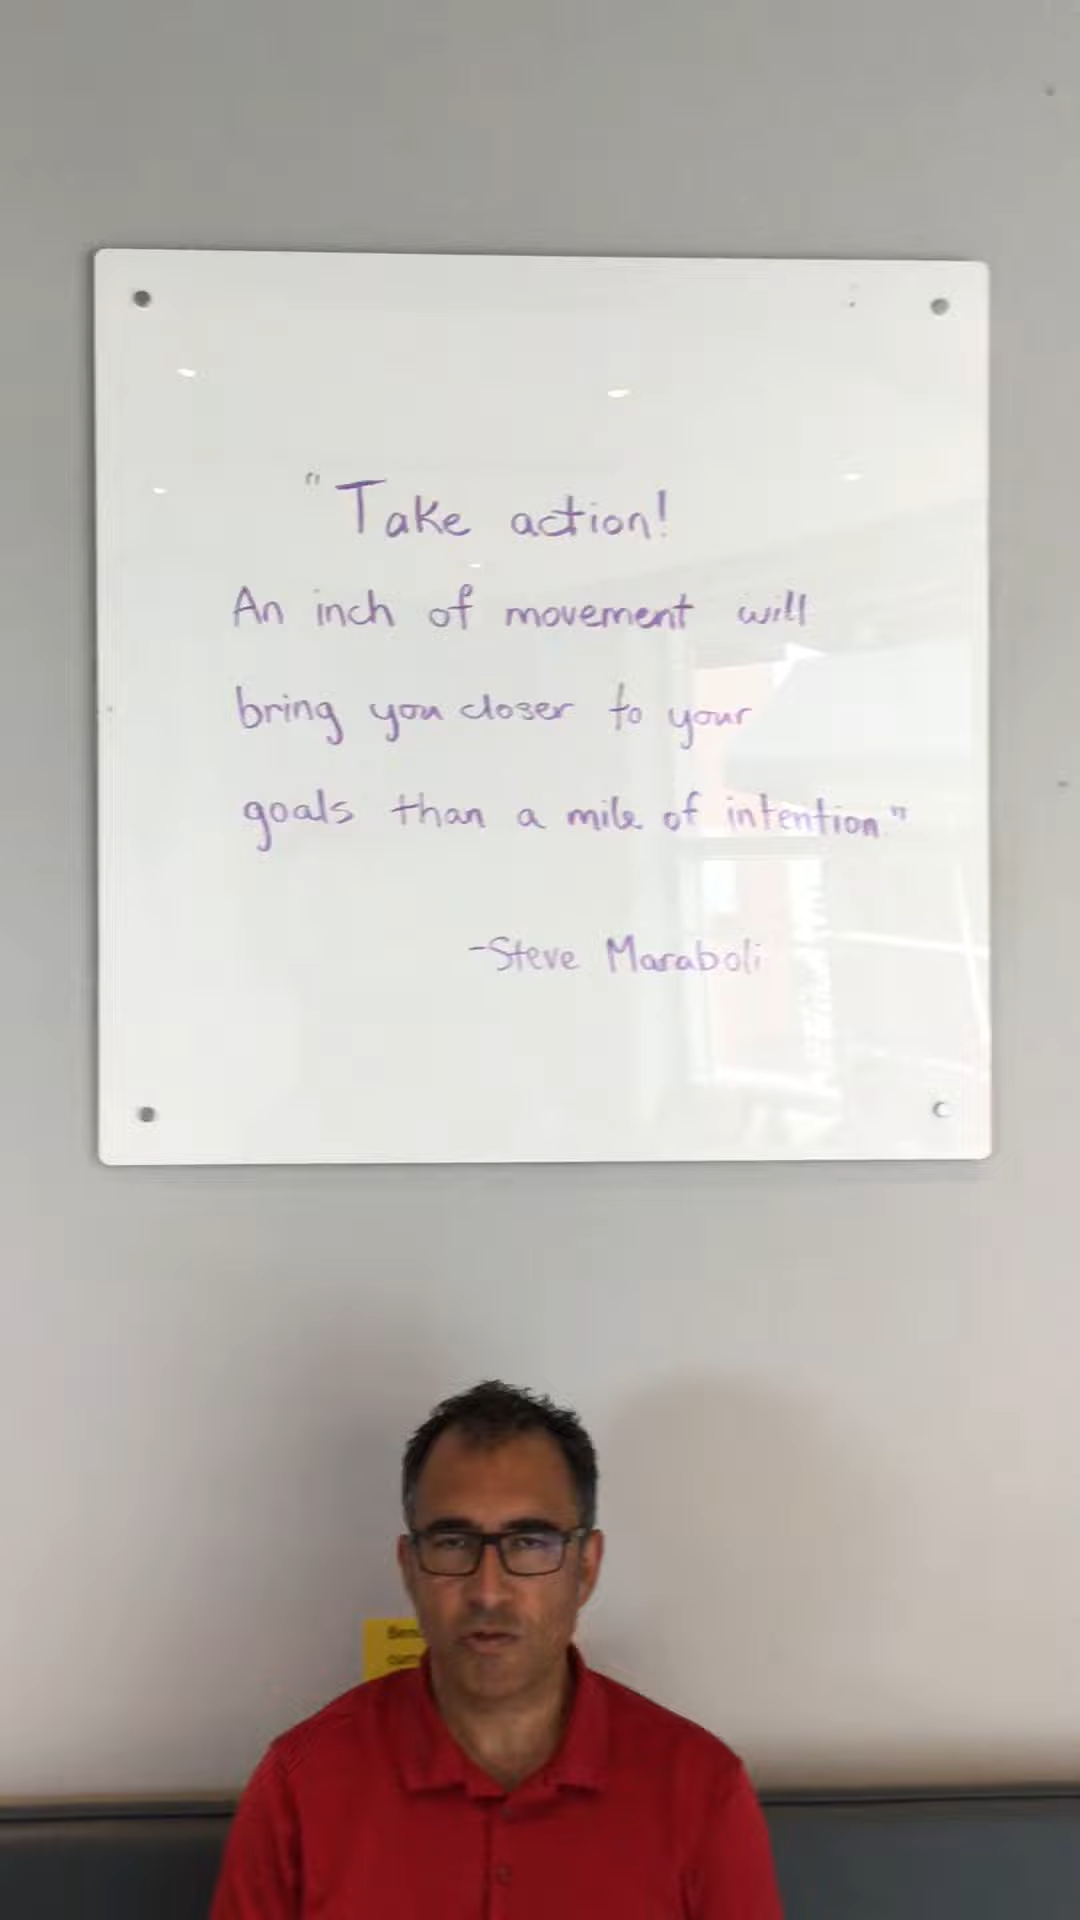 "Take action!
An inch of movement will
bring you closer to your
goals than a mile of intention"
-Steve Maraboli